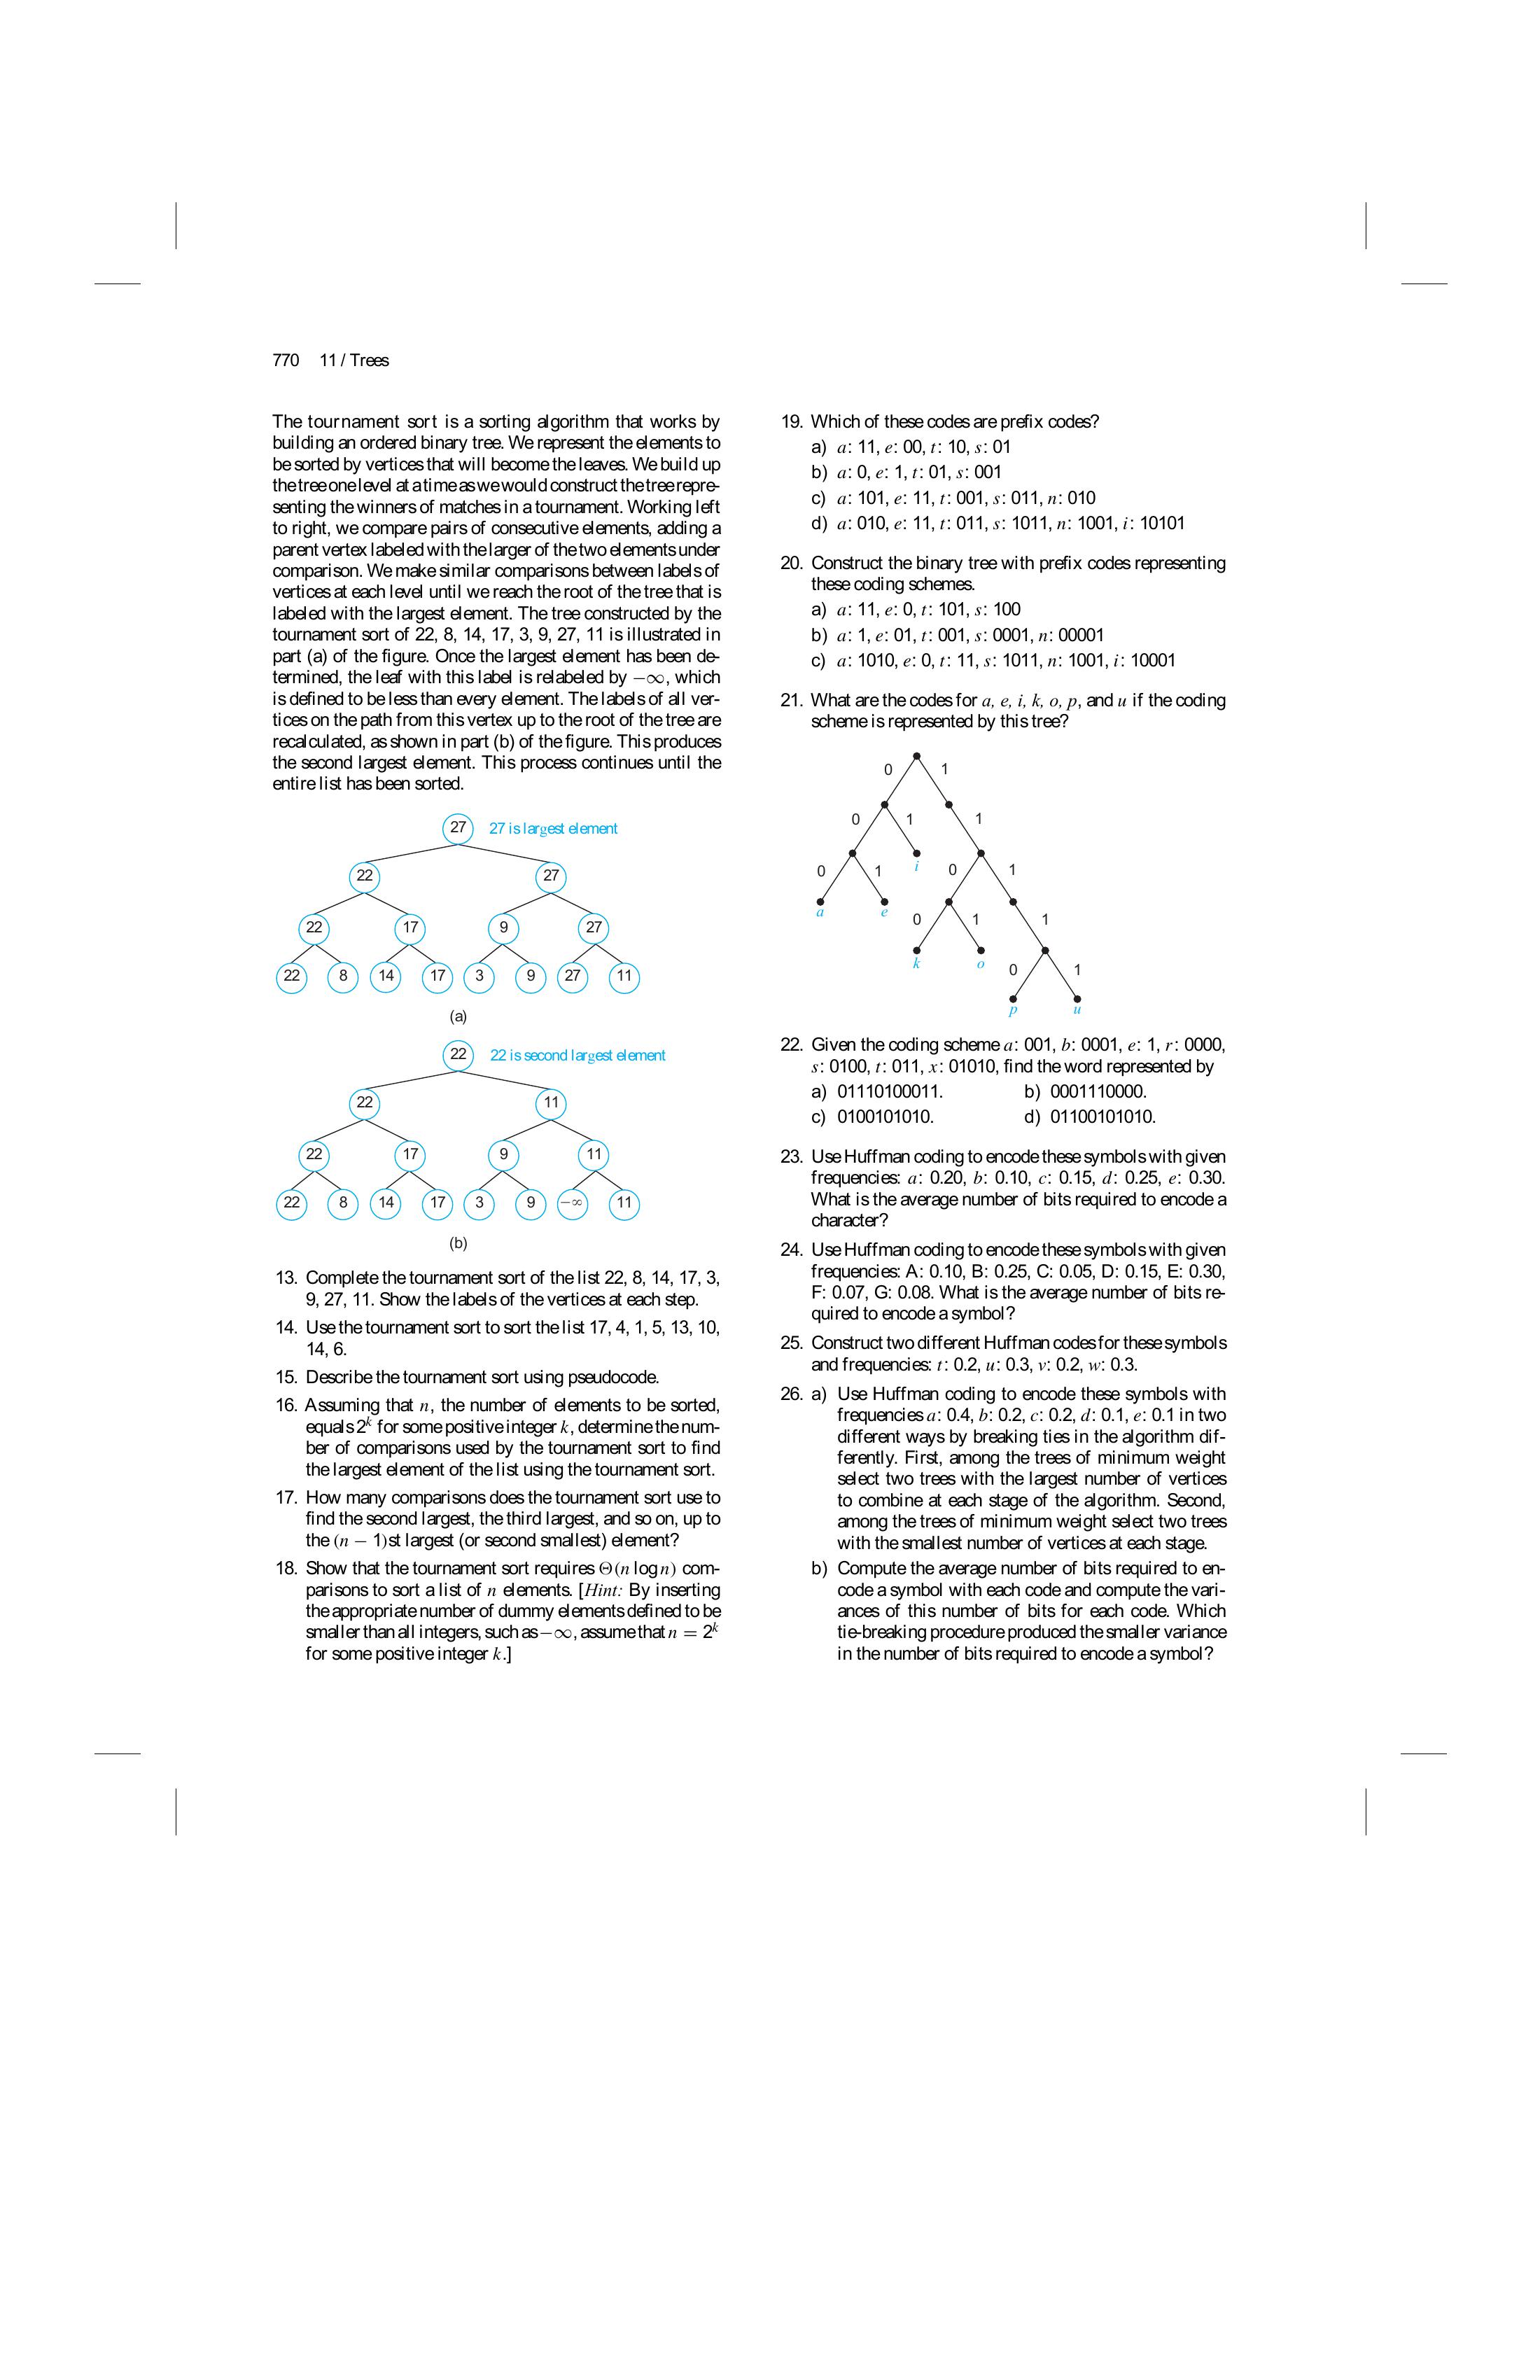 770 11 / Trees
The tournament sort is a sorting algorithm that works by
building an ordered binary tree. We represent the elements to
be sorted by vertices that will become the leaves. We build up
the tree one level at a time as we would construct the tree repre-
senting the winners of matches in a tournament. Working left
to right, we compare pairs of consecutive elements, adding a
parent vertex labeled with the larger of the two elements under
comparison. We make similar comparisons between labels of
vertices at each level until we reach the root of the tree that is
labeled with the largest element. The tree constructed by the
tournament sort of 22, 8, 14, 17, 3, 9, 27, 11 is illustrated in
part (a) of the figure. Once the largest element has been de-
termined, the leaf with this label is relabeled by −∞, which
is defined to be less than every element. The labels of all ver-
tices on the path from this vertex up to the root of the tree are
recalculated, as shown in part (b) of the figure. This produces
the second largest element. This process continues until the
entire list has been sorted.
27 27 is largest element
22 27
22 17 9 27
22 8 14 17 3 9 27 11
(a)
22 22 is second largest element
22 11
22 17 9 11
22 8 14 17 3 9 −∞ 11
(b)
13. Complete the tournament sort of the list 22, 8, 14, 17, 3,
9, 27, 11. Show the labels of the vertices at each step.
14. Use the tournament sort to sort the list 17, 4, 1, 5, 13, 10,
14, 6.
15. Describe the tournament sort using pseudocode.
16. Assuming that n, the number of elements to be sorted,
equals 2^k for some positive integer k, determine the num-
ber of comparisons used by the tournament sort to find
the largest element of the list using the tournament sort.
17. How many comparisons does the tournament sort use to
find the second largest, the third largest, and so on, up to
the (n − 1)st largest (or second smallest) element?
18. Show that the tournament sort requires Θ(n log n) com-
parisons to sort a list of n elements. [Hint: By inserting
the appropriate number of dummy elements defined to be
smaller than all integers, such as −∞, assume that n = 2^k
for some positive integer k.]
19. Which of these codes are prefix codes?
a) a: 11, e: 00, t: 10, s: 01
b) a: 0, e: 1, t: 01, s: 001
c) a: 101, e: 11, t: 001, s: 011, n: 010
d) a: 010, e: 11, t: 011, s: 1011, n: 1001, i: 10101
20. Construct the binary tree with prefix codes representing
these coding schemes.
a) a: 11, e: 0, t: 101, s: 100
b) a: 1, e: 01, t: 001, s: 0001, n: 00001
c) a: 1010, e: 0, t: 11, s: 1011, n: 1001, i: 10001
21. What are the codes for a, e, i, k, o, p, and u if the coding
scheme is represented by this tree?
0 1
0 1 1
0 1 i 0 1
a e 0 1 1
k o 0 1
p u
22. Given the coding scheme a: 001, b: 0001, e: 1, r: 0000,
s: 0100, t: 011, x: 01010, find the word represented by
a) 01110100011. b) 0001110000.
c) 0100101010. d) 01100101010.
23. Use Huffman coding to encode these symbols with given
frequencies: a: 0.20, b: 0.10, c: 0.15, d: 0.25, e: 0.30.
What is the average number of bits required to encode a
character?
24. Use Huffman coding to encode these symbols with given
frequencies: A: 0.10, B: 0.25, C: 0.05, D: 0.15, E: 0.30,
F: 0.07, G: 0.08. What is the average number of bits re-
quired to encode a symbol?
25. Construct two different Huffman codes for these symbols
and frequencies: t: 0.2, u: 0.3, v: 0.2, w: 0.3.
26. a) Use Huffman coding to encode these symbols with
frequencies a: 0.4, b: 0.2, c: 0.2, d: 0.1, e: 0.1 in two
different ways by breaking ties in the algorithm dif-
ferently. First, among the trees of minimum weight
select two trees with the largest number of vertices
to combine at each stage of the algorithm. Second,
among the trees of minimum weight select two trees
with the smallest number of vertices at each stage.
b) Compute the average number of bits required to en-
code a symbol with each code and compute the vari-
ances of this number of bits for each code. Which
tie-breaking procedure produced the smaller variance
in the number of bits required to encode a symbol?